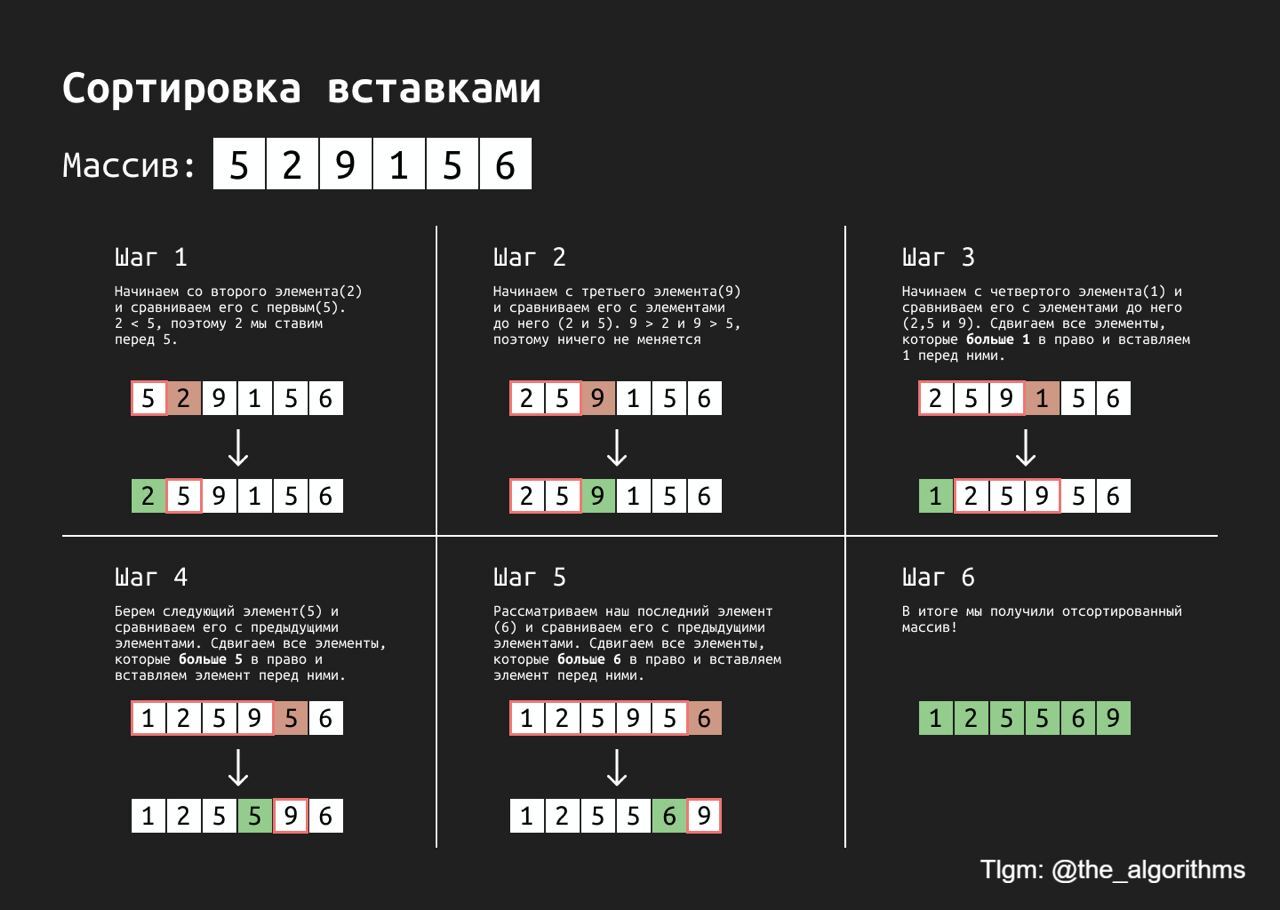 Сортировка вставками
Массив: 5 2 9 1 5 6
Шаг 1
Начинаем со второго элемента(2)
и сравниваем его с первым(5).
2 < 5, поэтому 2 мы ставим
перед 5.
5 2 9 1 5 6
2 5 9 1 5 6
Шаг 2
Начинаем с третьего элемента(9)
и сравниваем его с элементами
до него (2 и 5). 9 > 2 и 9 > 5,
поэтому ничего не меняется
2 5 9 1 5 6
2 5 9 1 5 6
Шаг 3
Начинаем с четвертого элемента(1) и
сравниваем его с элементами до него
(2,5 и 9). Сдвигаем все элементы,
которые больше 1 в право и вставляем
1 перед ними.
2 5 9 1 5 6
1 2 5 9 5 6
Шаг 4
Берем следующий элемент(5) и
сравниваем его с предыдущими
элементами. Сдвигаем все элементы,
которые больше 5 в право и
вставляем элемент перед ними.
1 2 5 9 5 6
1 2 5 5 9 6
Шаг 5
Рассматриваем наш последний элемент
(6) и сравниваем его с предыдущими
элементами. Сдвигаем все элементы,
которые больше 6 в право и вставляем
элемент перед ними.
1 2 5 9 5 6
1 2 5 5 6 9
Шаг 6
В итоге мы получили отсортированный
массив!
1 2 5 5 6 9
Tlgm: @the_algorithms